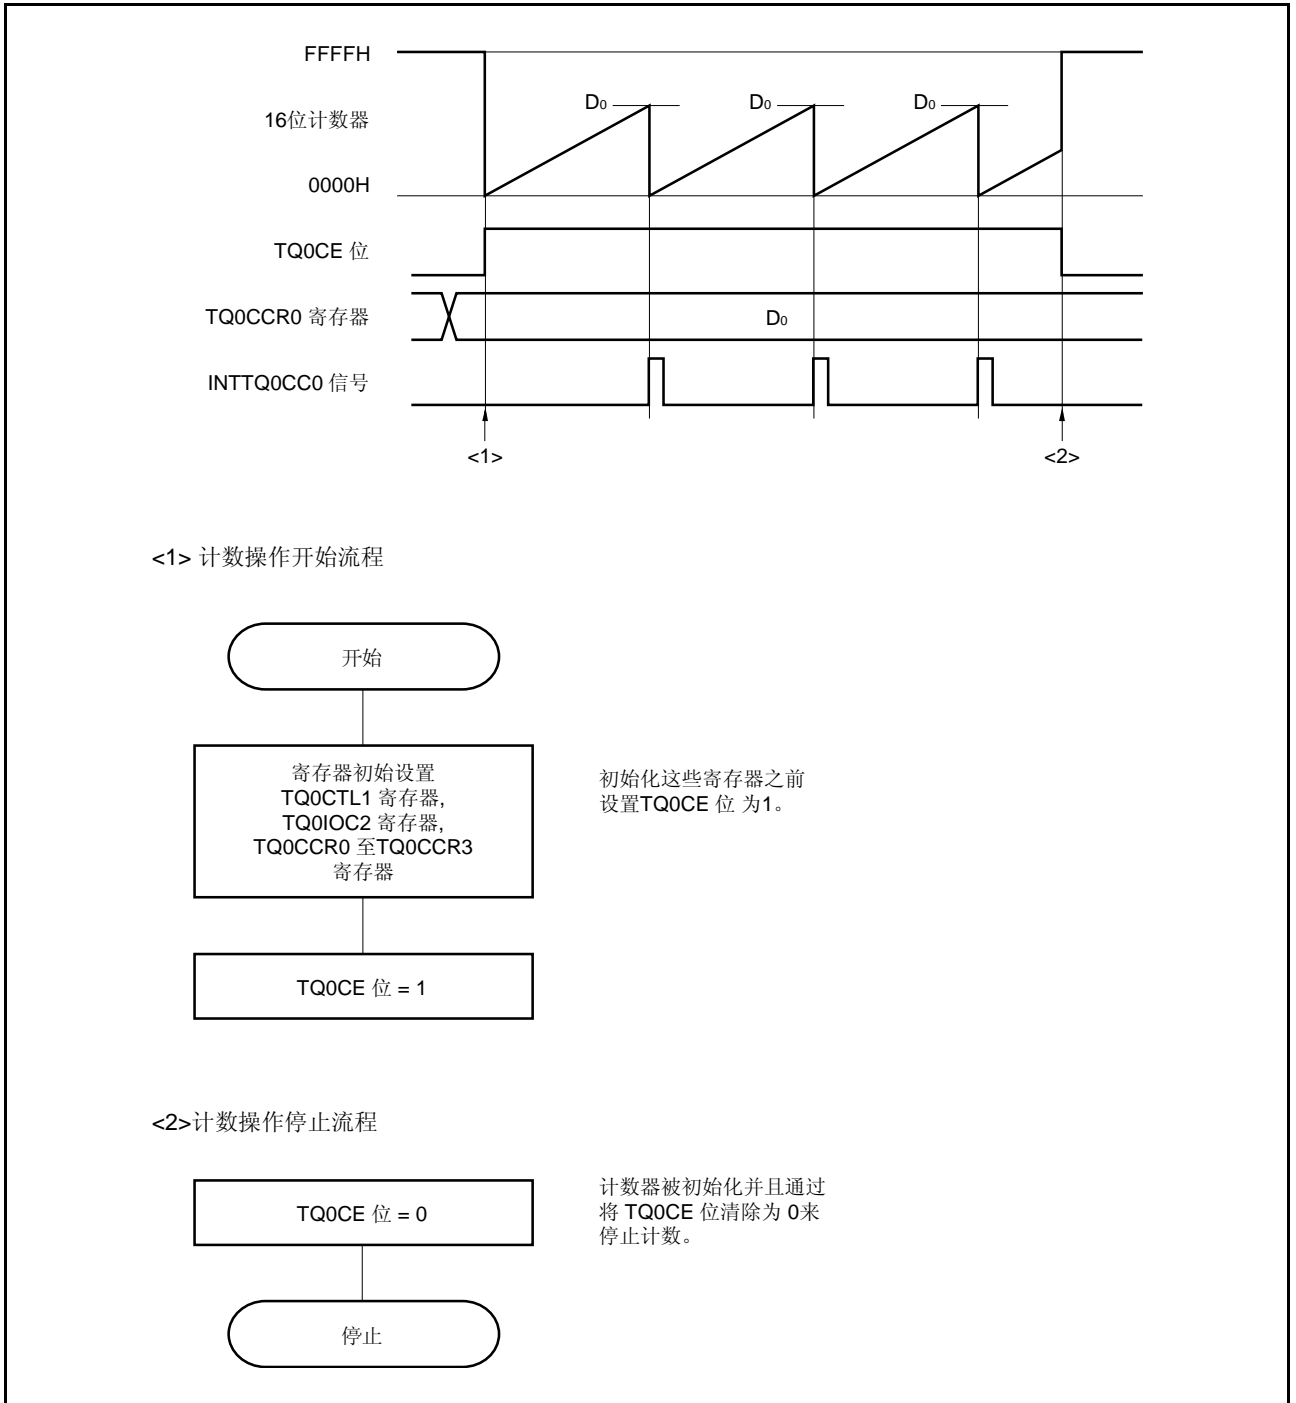 FFFFH
D0 D0 D0
16位计数器
0000H
TQ0CE 位
TQ0CCR0 寄存器
D0
INTTQ0CC0 信号
<1> <2>
<1> 计数操作开始流程
开始
寄存器初始设置
TQ0CTL1 寄存器,
TQ0IOC2 寄存器,
TQ0CCR0 至TQ0CCR3
寄存器
初始化这些寄存器之前
设置TQ0CE 位 为1。
TQ0CE 位 = 1
<2>计数操作停止流程
TQ0CE 位 = 0
计数器被初始化并且通过
将 TQ0CE 位清除为 0来
停止计数。
停止